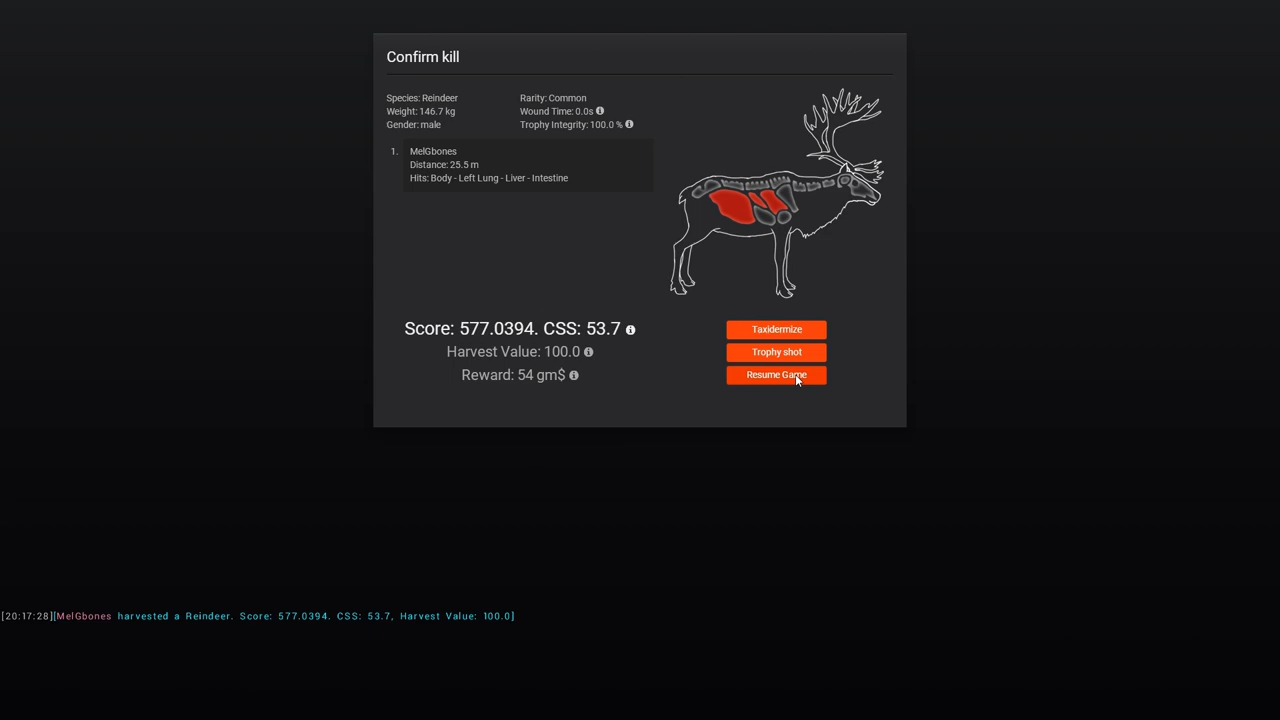 Confirm kill
Species: Reindeer
Weight: 146.7 kg
Gender: male
Rarity: Common
Wound Time: 0.0s
Trophy Integrity: 100.0 %
1.
MelGbones
Distance: 25.5 m
Hits: Body - Left Lung - Liver - Intestine
Score: 577.0394. CSS: 53.7
Harvest Value: 100.0
Reward: 54 gm$
Taxidermize
Trophy shot
Resume Game
[20:17:28][MelGbones harvested a Reindeer. Score: 577.0394. CSS: 53.7, Harvest Value: 100.0]